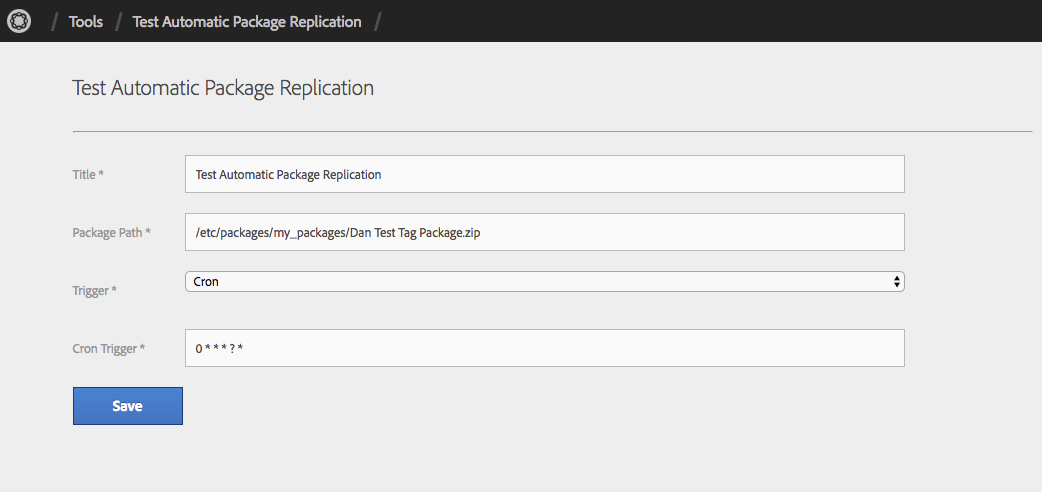 / Tools / Test Automatic Package Replication /
Test Automatic Package Replication
Title * Test Automatic Package Replication
Package Path * /etc/packages/my_packages/Dan Test Tag Package.zip
Trigger * Cron
Cron Trigger * 0 * * * ? *
Save